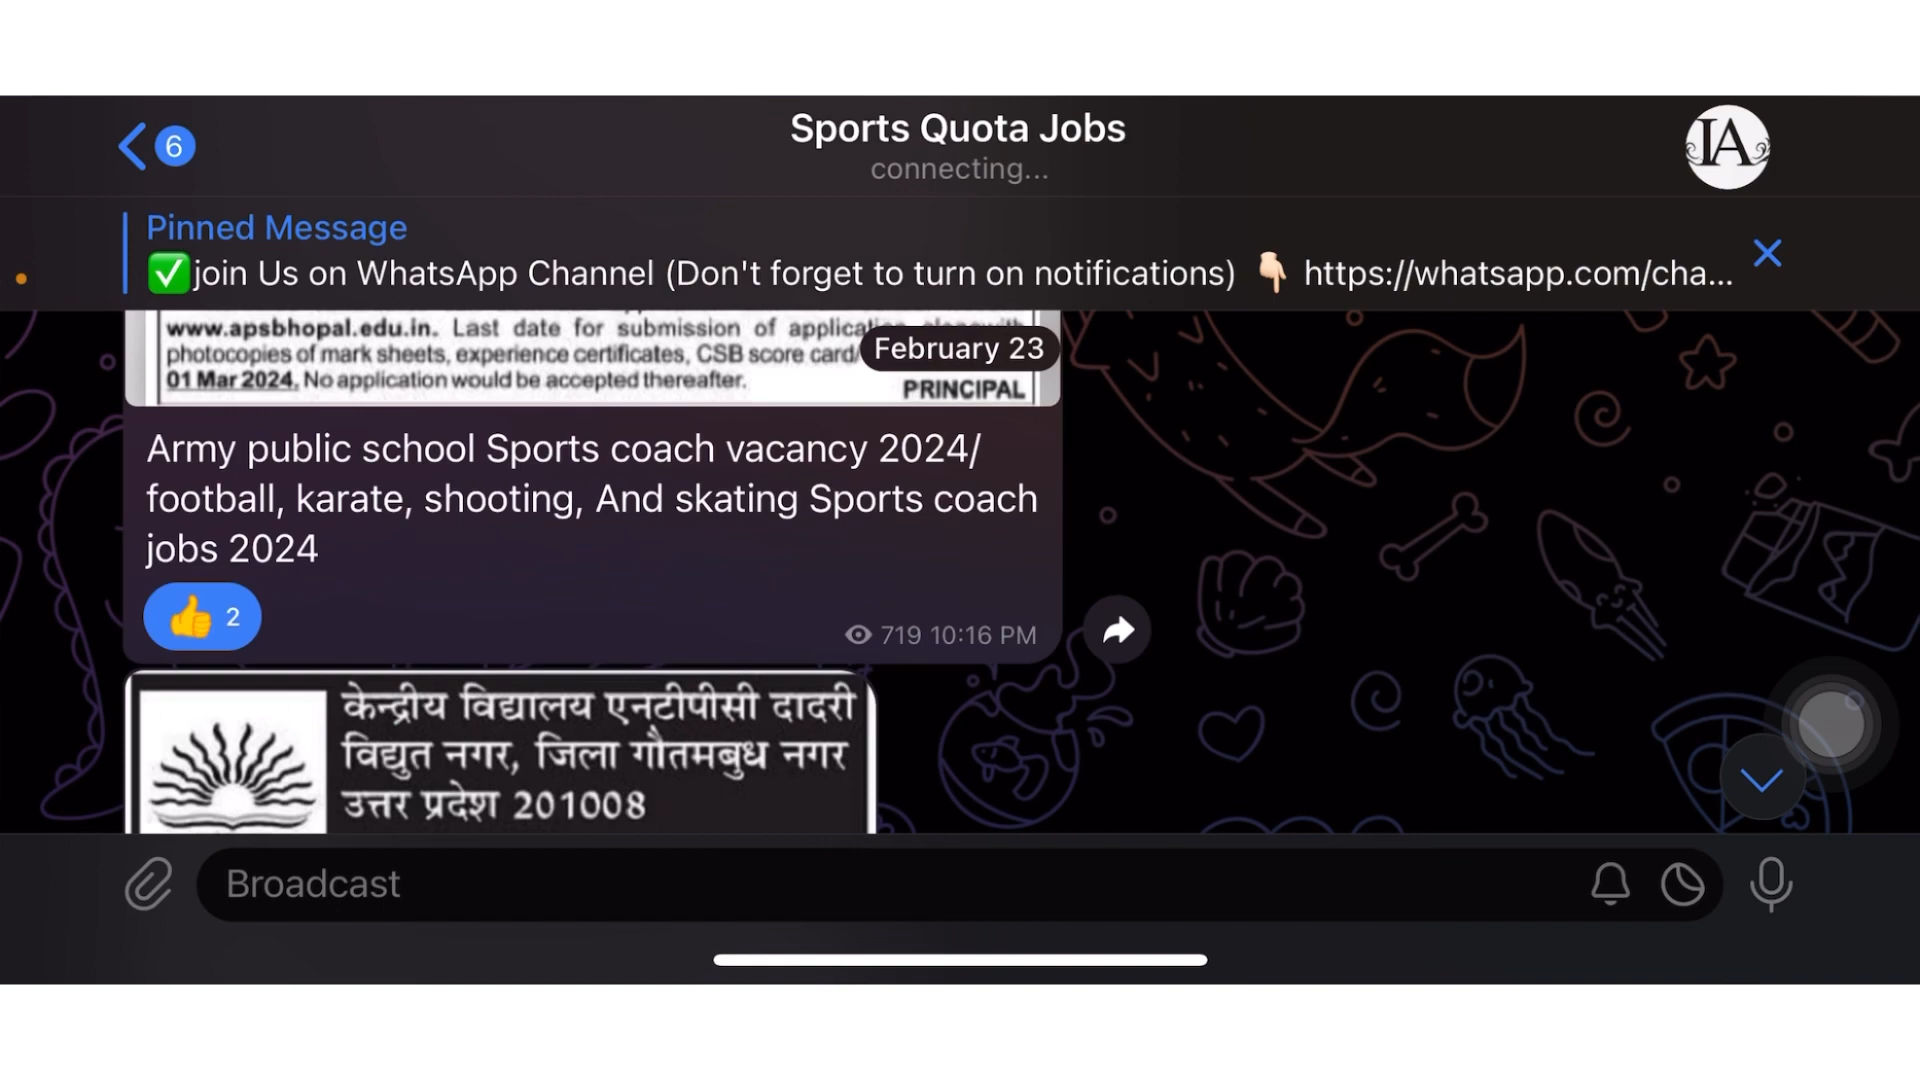 6
Sports Quota Jobs
connecting...
IA
Pinned Message
✅join Us on WhatsApp Channel (Don't forget to turn on notifications) 👇🏻 https://whatsapp.com/cha...
www.apsbhopal.edu.in. Last date for submission of
photocopies of mark sheets, experience certificates, CSB score card/
February 23
01 Mar 2024. No application would be accepted thereafter.
PRINCIPAL
Army public school Sports coach vacancy 2024/
football, karate, shooting, And skating Sports coach
jobs 2024
👍 2
719 10:16 PM
केन्द्रीय विद्यालय एनटीपीसी दादरी
विद्युत नगर, जिला गौतमबुध नगर
उत्तर प्रदेश 201008
Broadcast